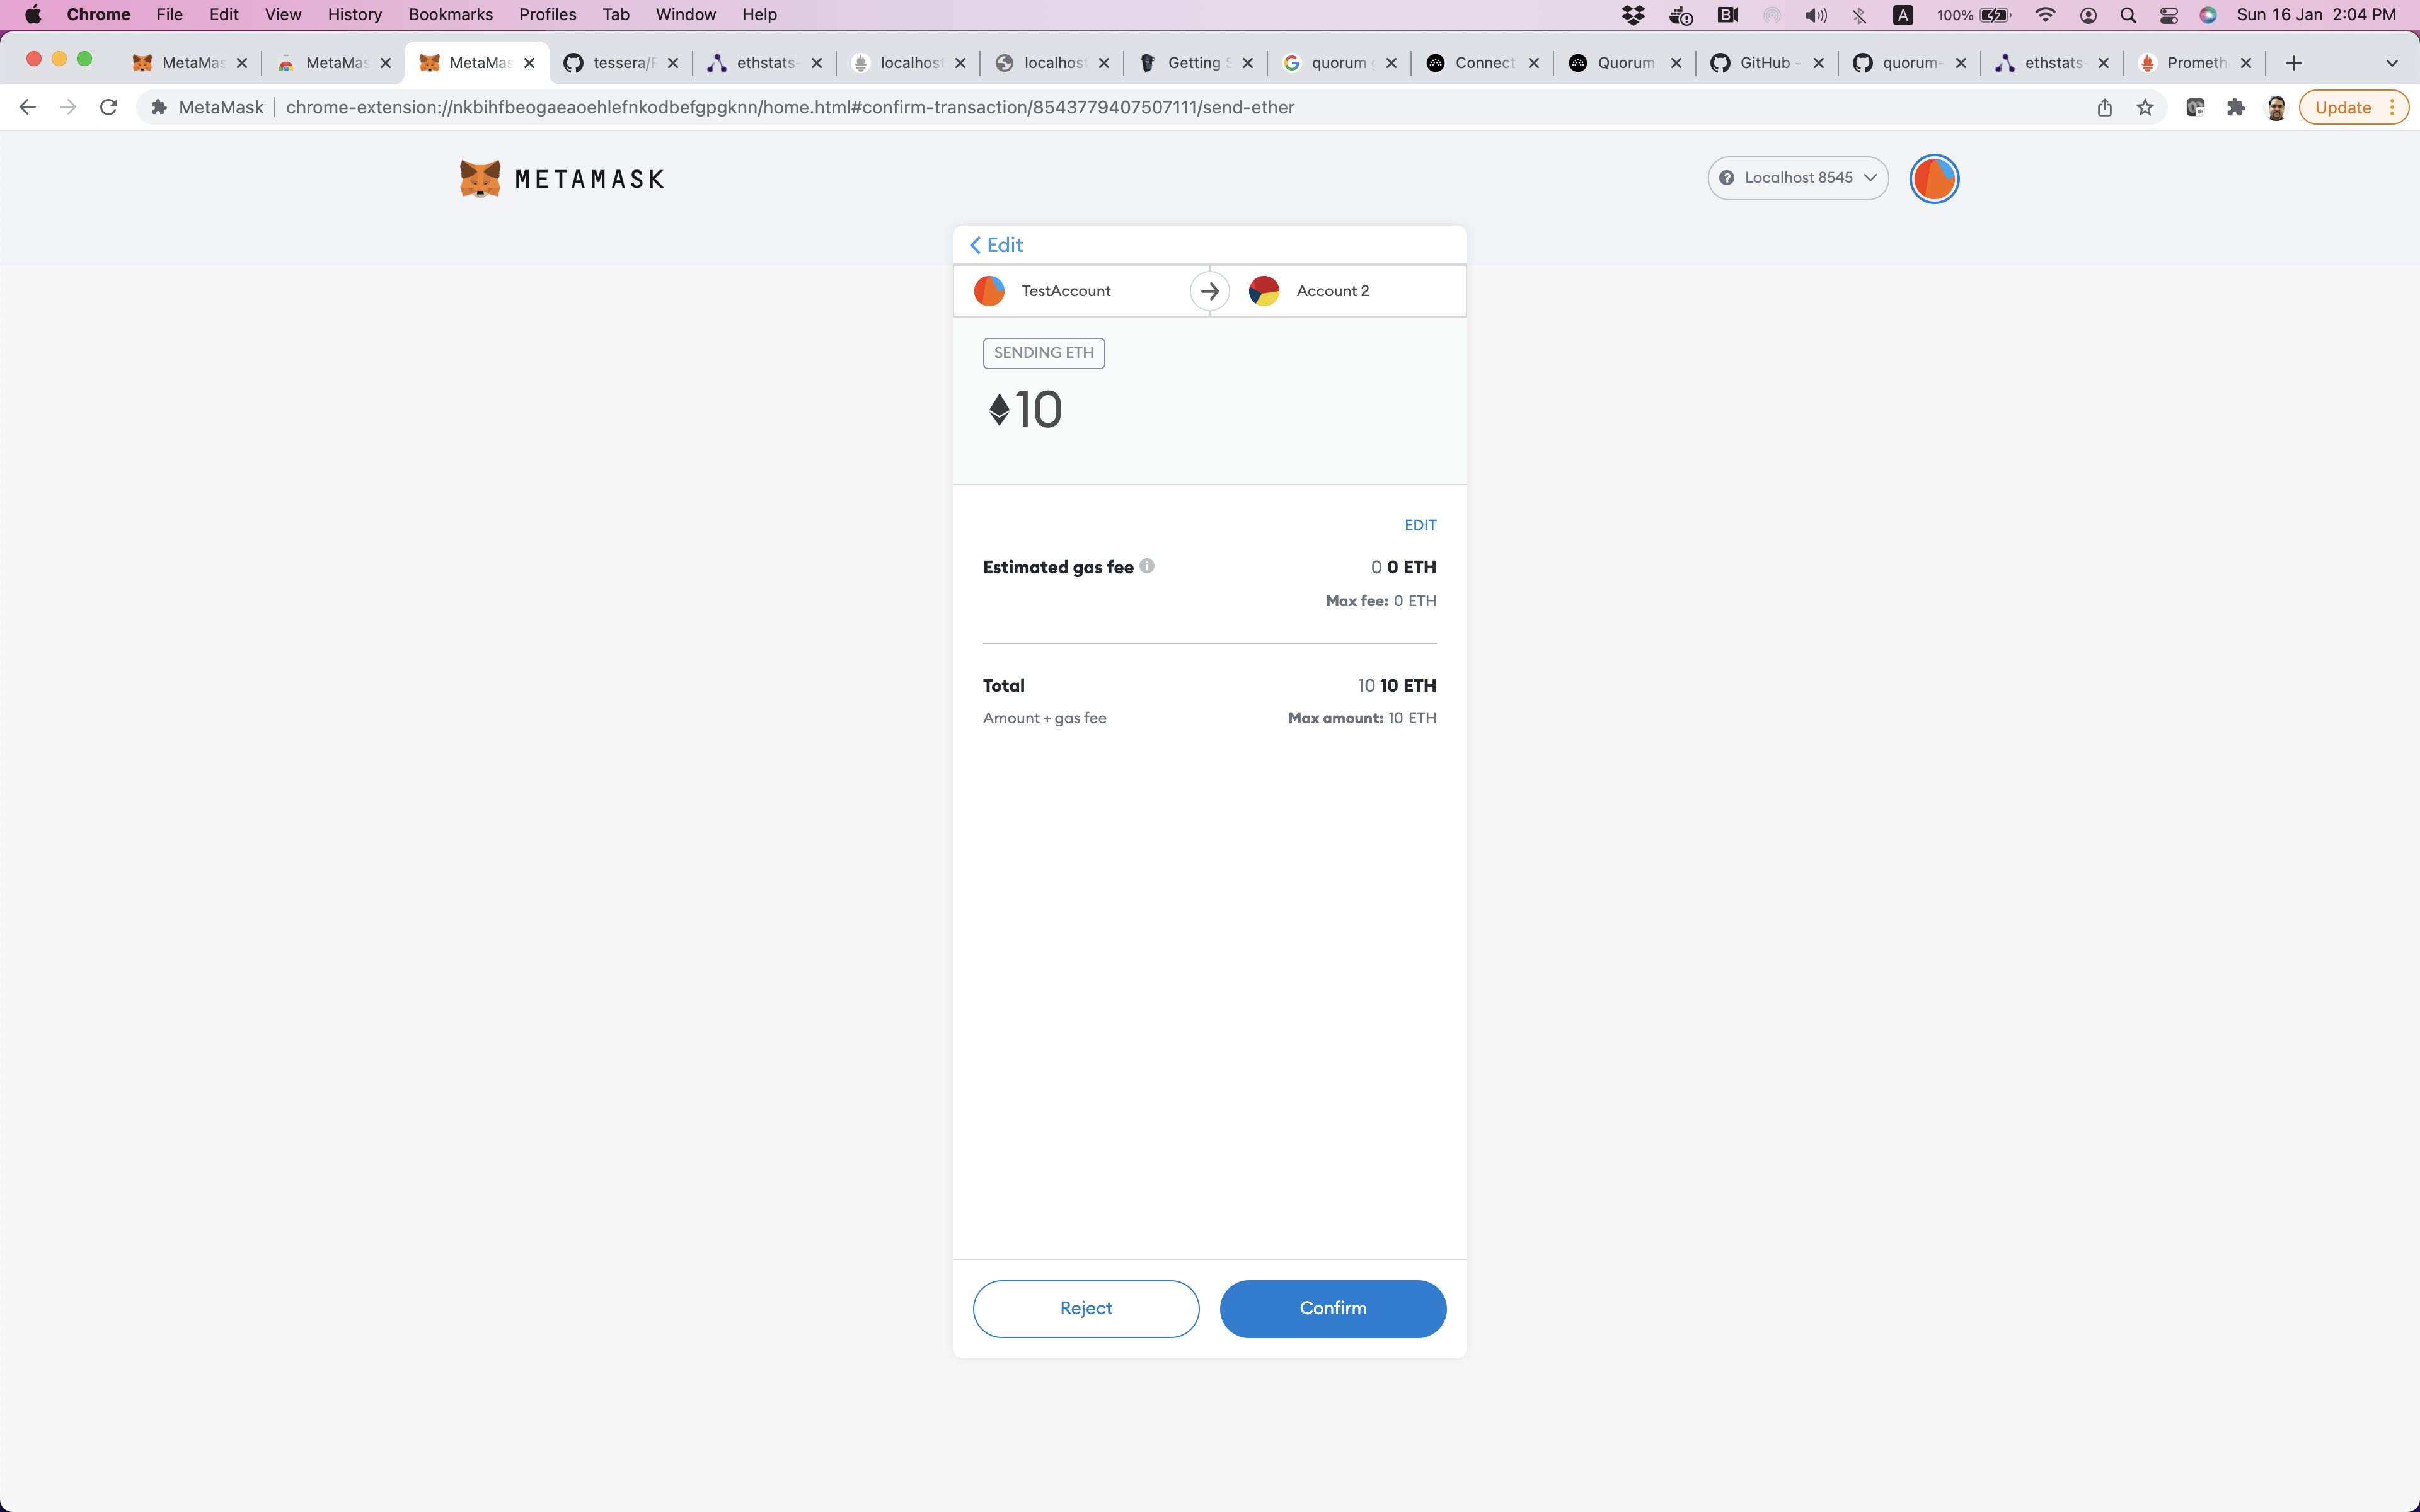 Chrome File Edit View History Bookmarks Profiles Tab Window Help 100% Sun 16 Jan 2:04 PM
MetaMas MetaMas MetaMas tessera/ ethstats- localhost localhost Getting quorum Connect Quorum GitHub - quorum- ethstats- Prometh
MetaMask chrome-extension://nkbihfbeogaeaoehlefnkodbefgpgknn/home.html#confirm-transaction/8543779407507111/send-ether Update
METAMASK Localhost 8545
Edit
TestAccount Account 2
SENDING ETH
10
EDIT
Estimated gas fee 0 0 ETH
Max fee: 0 ETH
Total 10 10 ETH
Amount + gas fee Max amount: 10 ETH
Reject Confirm